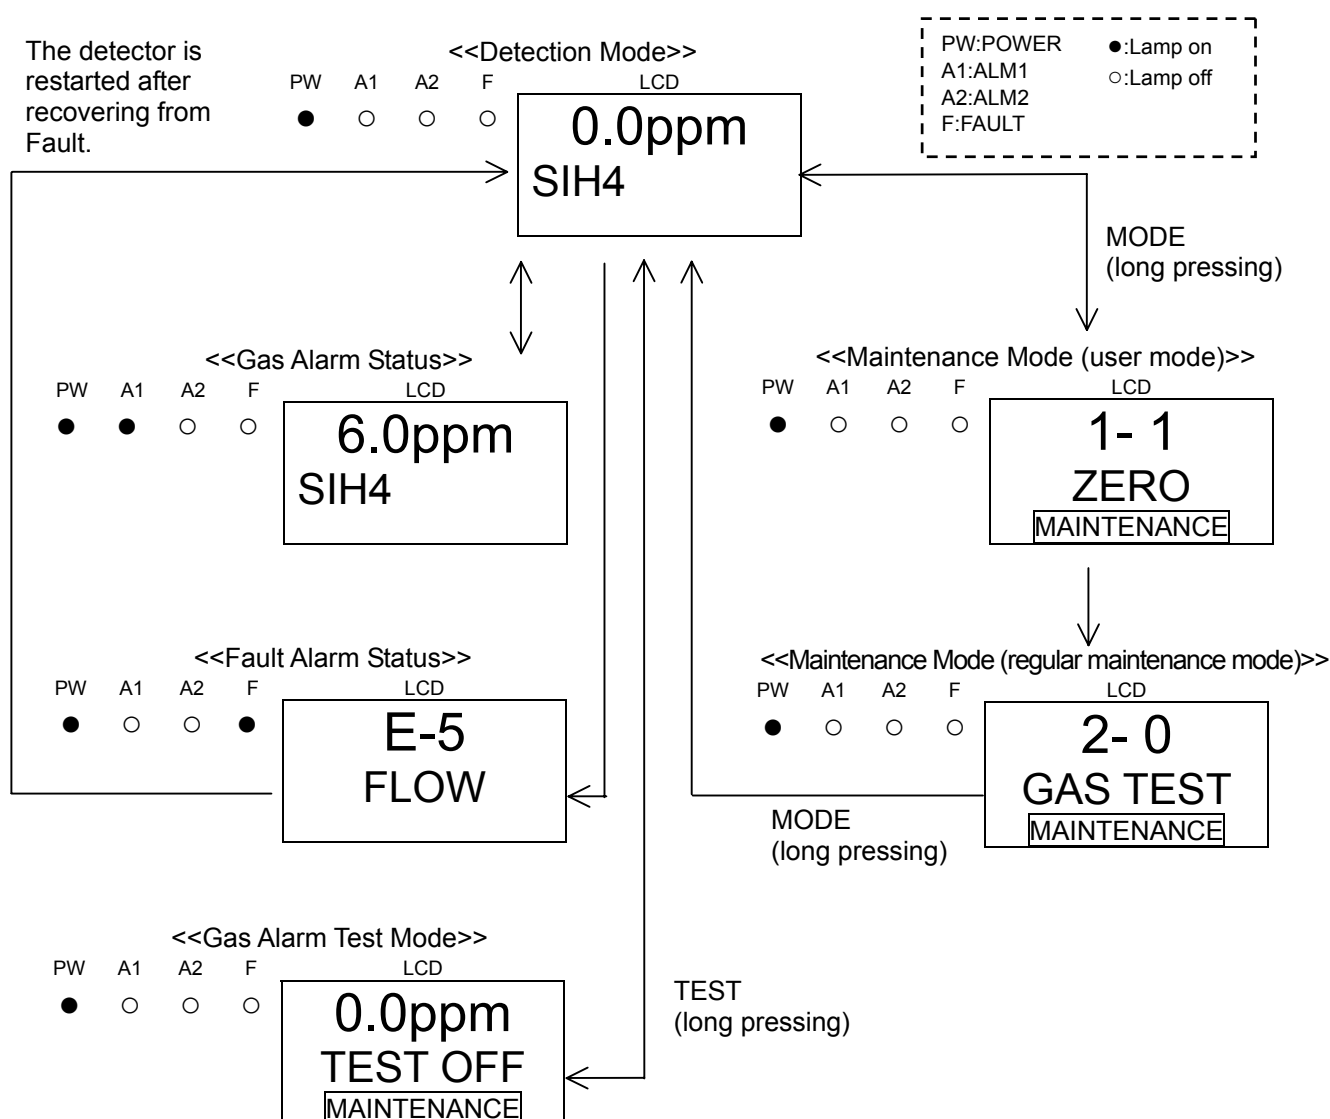 The detector is
restarted after
recovering from
Fault.
<<Detection Mode>>
PW A1 A2 F LCD
● ○ ○ ○
0.0ppm
SIH4
PW:POWER ●:Lamp on
A1:ALM1 ○:Lamp off
A2:ALM2
F:FAULT
MODE
(long pressing)
<<Gas Alarm Status>>
PW A1 A2 F LCD
● ● ○ ○
6.0ppm
SIH4
<<Maintenance Mode (user mode)>>
PW A1 A2 F LCD
● ○ ○ ○
1- 1
ZERO
MAINTENANCE
<<Fault Alarm Status>>
PW A1 A2 F LCD
● ○ ○ ●
E-5
FLOW
<<Maintenance Mode (regular maintenance mode)>>
PW A1 A2 F LCD
● ○ ○ ○
2- 0
GAS TEST
MAINTENANCE
MODE
(long pressing)
<<Gas Alarm Test Mode>>
PW A1 A2 F LCD
● ○ ○ ○
0.0ppm
TEST OFF
MAINTENANCE
TEST
(long pressing)